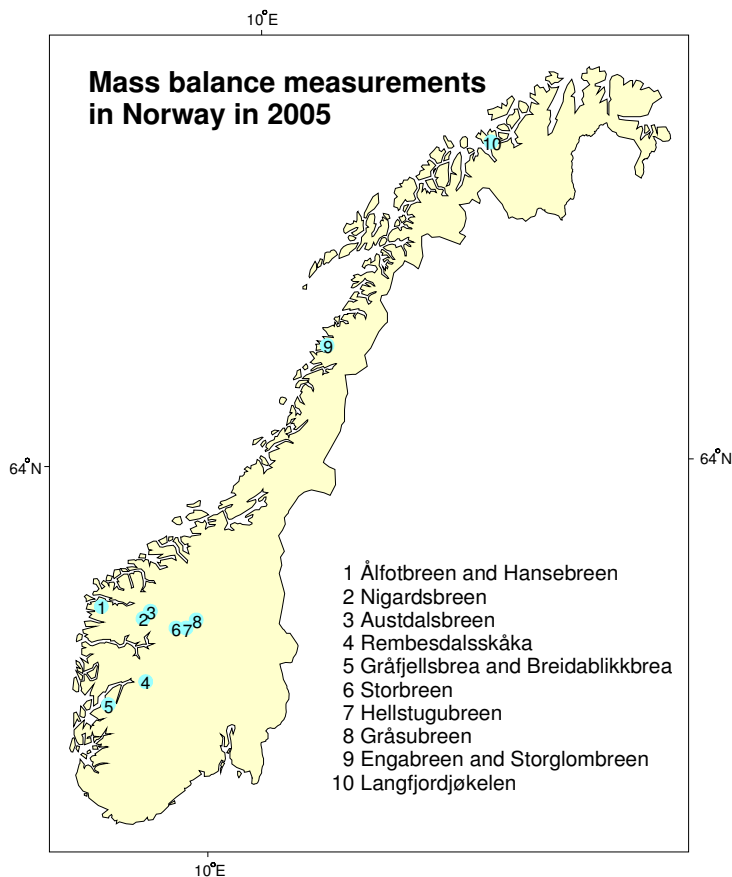 10°E
Mass balance measurements
in Norway in 2005
10
9
64°N
64°N
1
2
3
6
7
8
4
5
1 Ålfotbreen and Hansebreen
2 Nigardsbreen
3 Austdalsbreen
4 Rembesdalsskåka
5 Gråfjellsbrea and Breidablikkbrea
6 Storbreen
7 Hellstugubreen
8 Gråsubreen
9 Engabreen and Storglombreen
10 Langfjordjøkelen
10°E